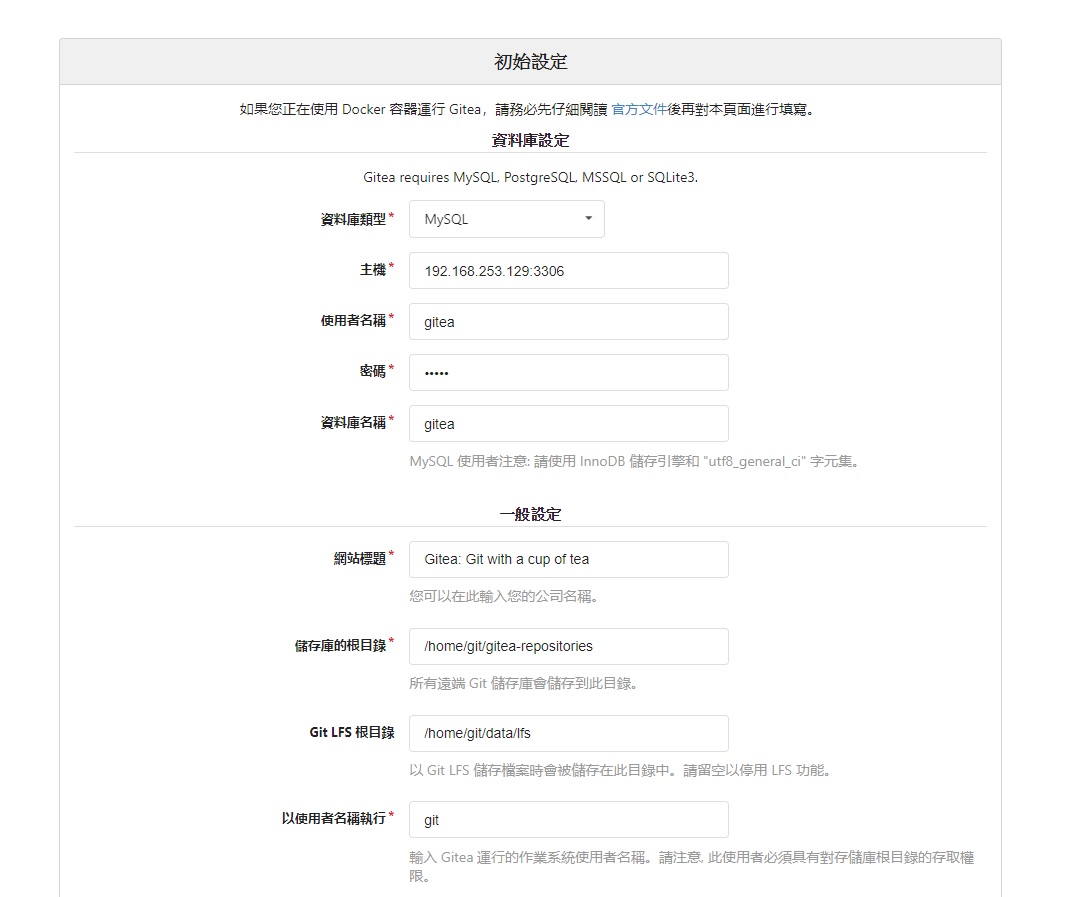 初始設定
如果您正在使用 Docker 容器運行 Gitea，請務必先仔細閱讀 官方文件後再對本頁面進行填寫。
資料庫設定
Gitea requires MySQL, PostgreSQL, MSSQL or SQLite3.
資料庫類型* MySQL
主機* 192.168.253.129:3306
使用者名稱* gitea
密碼* •••••
資料庫名稱* gitea
MySQL 使用者注意: 請使用 InnoDB 儲存引擎和 "utf8_general_ci" 字元集。
一般設定
網站標題* Gitea: Git with a cup of tea
您可以在此輸入您的公司名稱。
儲存庫的根目錄* /home/git/gitea-repositories
所有遠端 Git 儲存庫會儲存到此目錄。
Git LFS 根目錄 /home/git/data/lfs
以 Git LFS 儲存檔案時會被儲存在此目錄中。請留空以停用 LFS 功能。
以使用者名稱執行* git
輸入 Gitea 運行的作業系統使用者名稱。請注意, 此使用者必須具有對存儲庫根目錄的存取權
限。